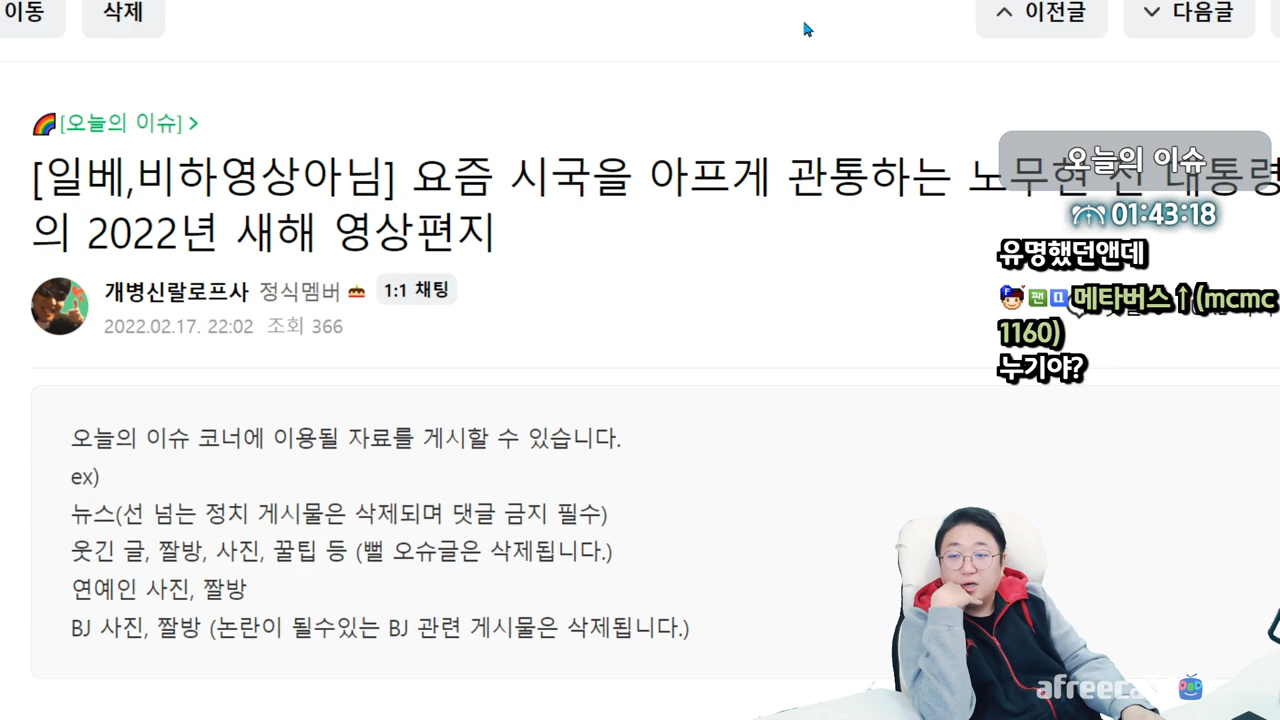 이동
삭제
이전글
다음글
[오늘의 이슈] >
[일베,비하영상아님] 요즘 시국을 아프게 관통하는 노무현 전 대통령
의 2022년 새해 영상편지
개병신랄로프사 정식멤버 1:1 채팅
2022.02.17. 22:02 조회 366
오늘의 이슈
01:43:18
유명했던앤데
F 팬 메타버스↑(mcmc
1160)
누기야?
오늘의 이슈 코너에 이용될 자료를 게시할 수 있습니다.
ex)
뉴스(선 넘는 정치 게시물은 삭제되며 댓글 금지 필수)
웃긴 글, 짤방, 사진, 꿀팁 등 (뻘 오슈글은 삭제됩니다.)
연예인 사진, 짤방
BJ 사진, 짤방 (논란이 될수있는 BJ 관련 게시물은 삭제됩니다.)